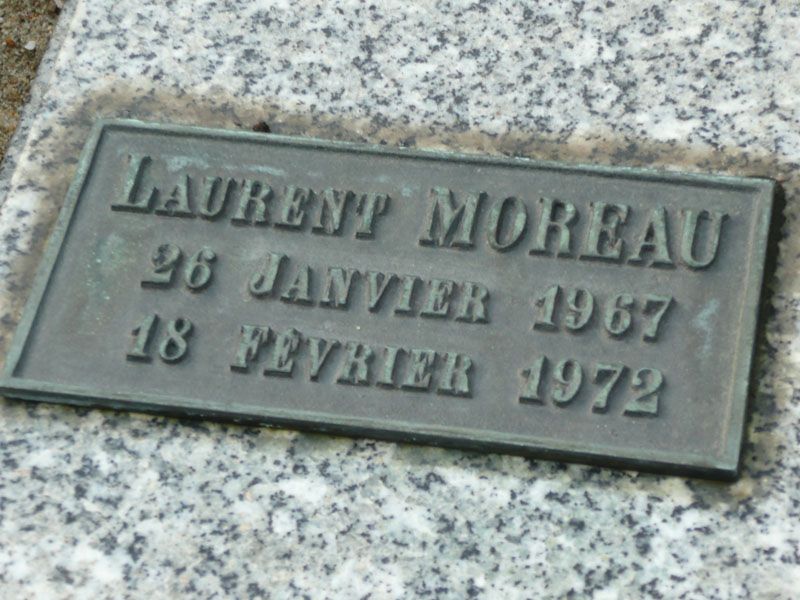 LAURENT MOREAU
26 JANVIER 1967
18 FÉVRIER 1972